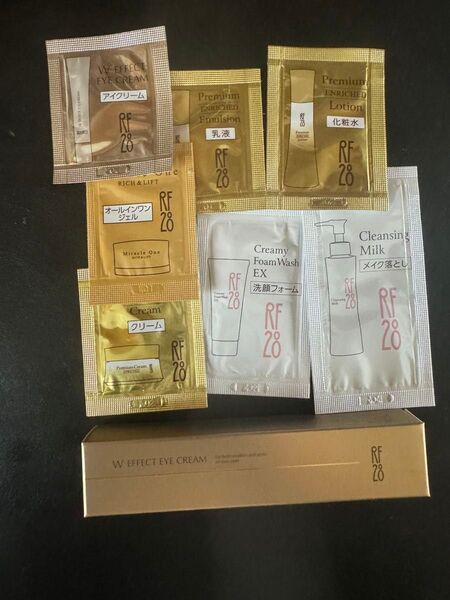 W EFFECT
EYE CREAM
アイクリーム
RF
28
Premium
ENRICHED
Emulsion
乳液
Premium
ENRICHED
Lotion
化粧水
RF
28
One
RICH & LIFT
オールインワン
ジェル
Miracle One
RF
28
Creamy
Foam Wash
EX
洗顔フォーム
RF
28
Cleansing
Milk
メイク落とし
RF
28
Cream
クリーム
Premium Cream
RF
28
W EFFECT EYE CREAM
RF
28